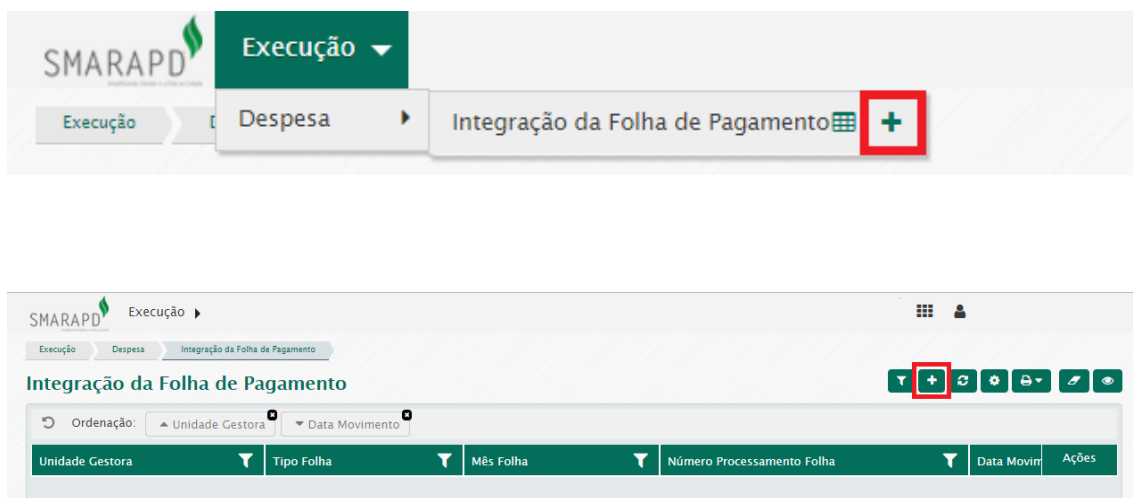 SMARAPD
Execução
Execução
Despesa
Integração da Folha de Pagamento
SMARAPD
Execução
Execução Despesa Integração da Folha de Pagamento
Integração da Folha de Pagamento
Ordenação: Unidade Gestora Data Movimento
Unidade Gestora Tipo Folha Mês Folha Número Processamento Folha Data Movim Ações